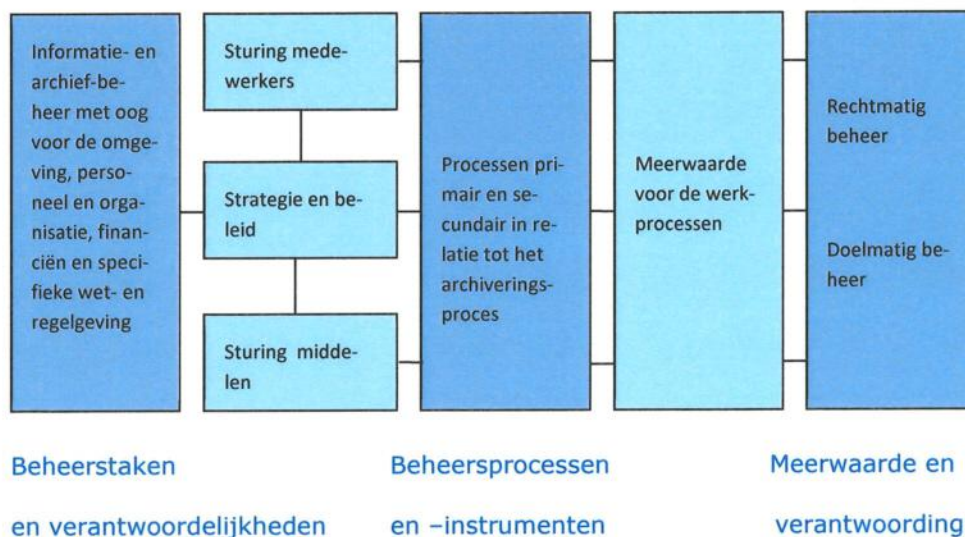 Informatie- en
archief-be-
heer met oog
voor de omge-
ving, perso-
neel en orga-
nisatie, finan-
ciën en speci-
fieke wet- en
regelgeving
Sturing mede-
werkers
Strategie en be-
leid
Sturing midde-
len
Processen pri-
mair en se-
cundair in re-
latie tot het
archiverings-
proces
Meerwaarde
voor de werk-
processen
Rechtmatig
beheer
Doelmatig be-
heer
Beheerstaken
en verantwoordelijkheden
Beheersprocessen
en –instrumenten
Meerwaarde en
verantwoording